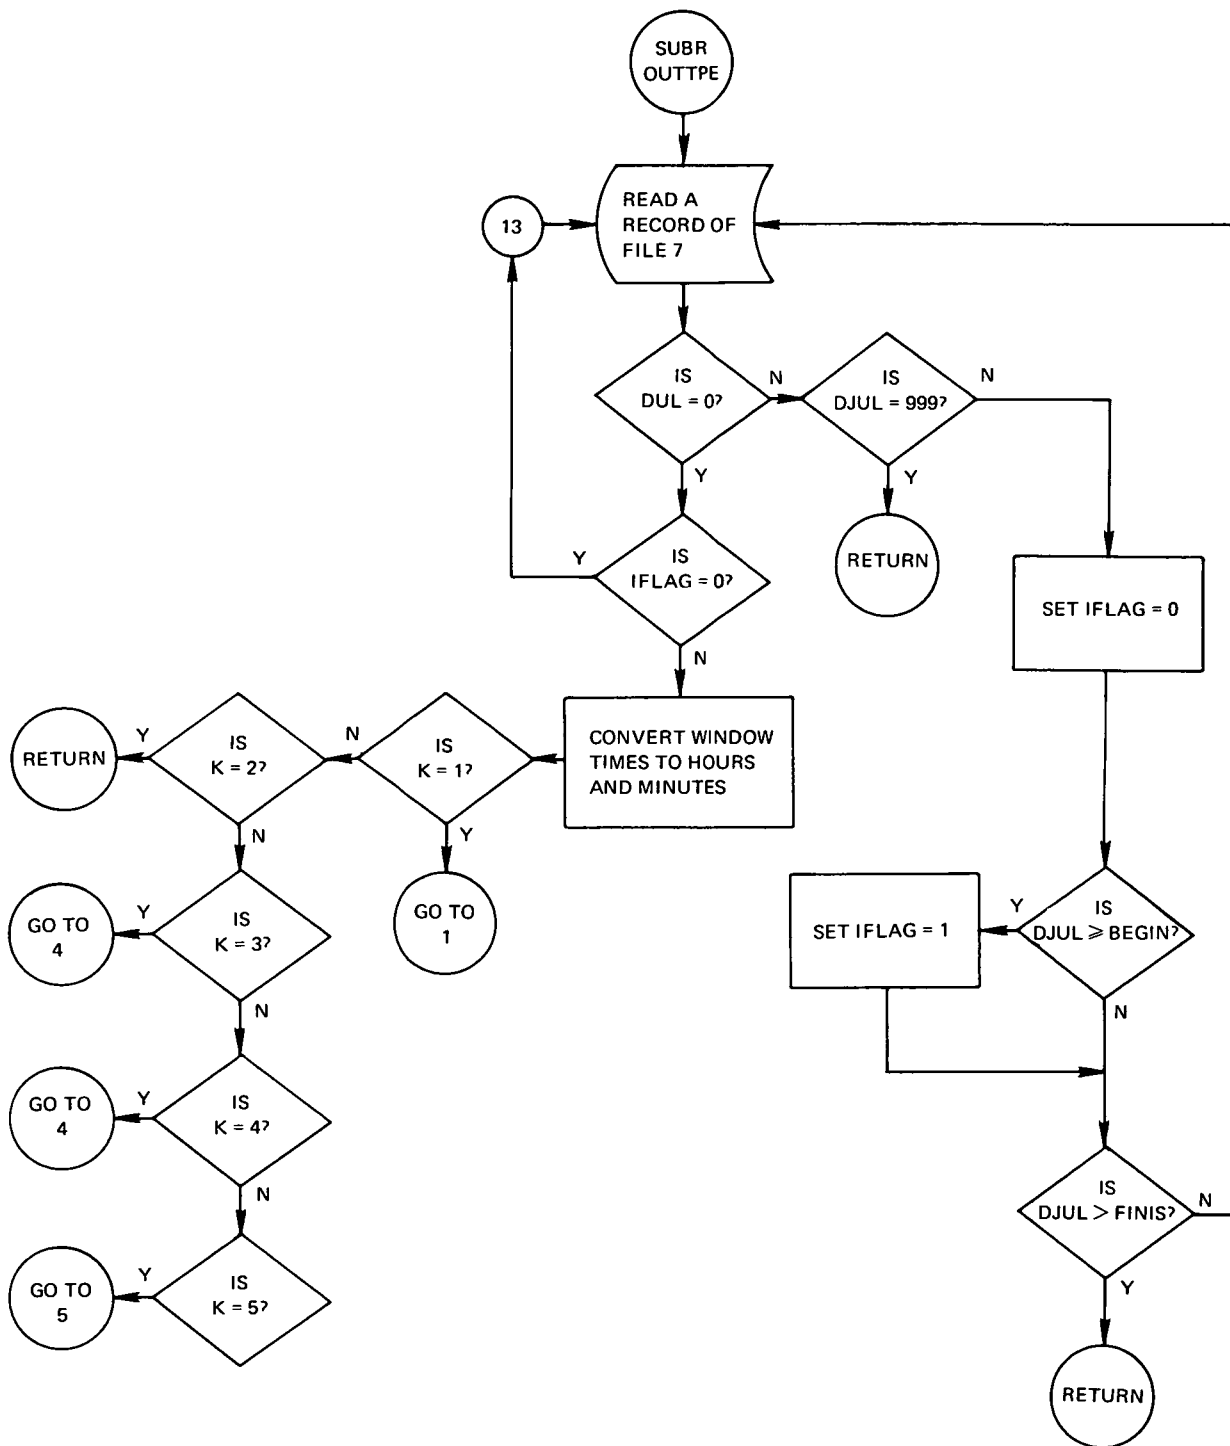 SUBR
OUTTPE
13
READ A
RECORD OF
FILE 7
IS
DUL = 0?
N
IS
DJUL = 999?
N
Y
Y
RETURN
Y
IS
IFLAG = 0?
N
SET IFLAG = 0
RETURN
Y
IS
K = 2?
N
IS
K = 1?
CONVERT WINDOW
TIMES TO HOURS
AND MINUTES
N
Y
GO TO
4
Y
IS
K = 3?
GO TO
1
SET IFLAG = 1
Y
IS
DJUL ⩾ BEGIN?
N
N
GO TO
4
Y
IS
K = 4?
N
IS
DJUL > FINIS?
N
Y
GO TO
5
Y
IS
K = 5?
RETURN